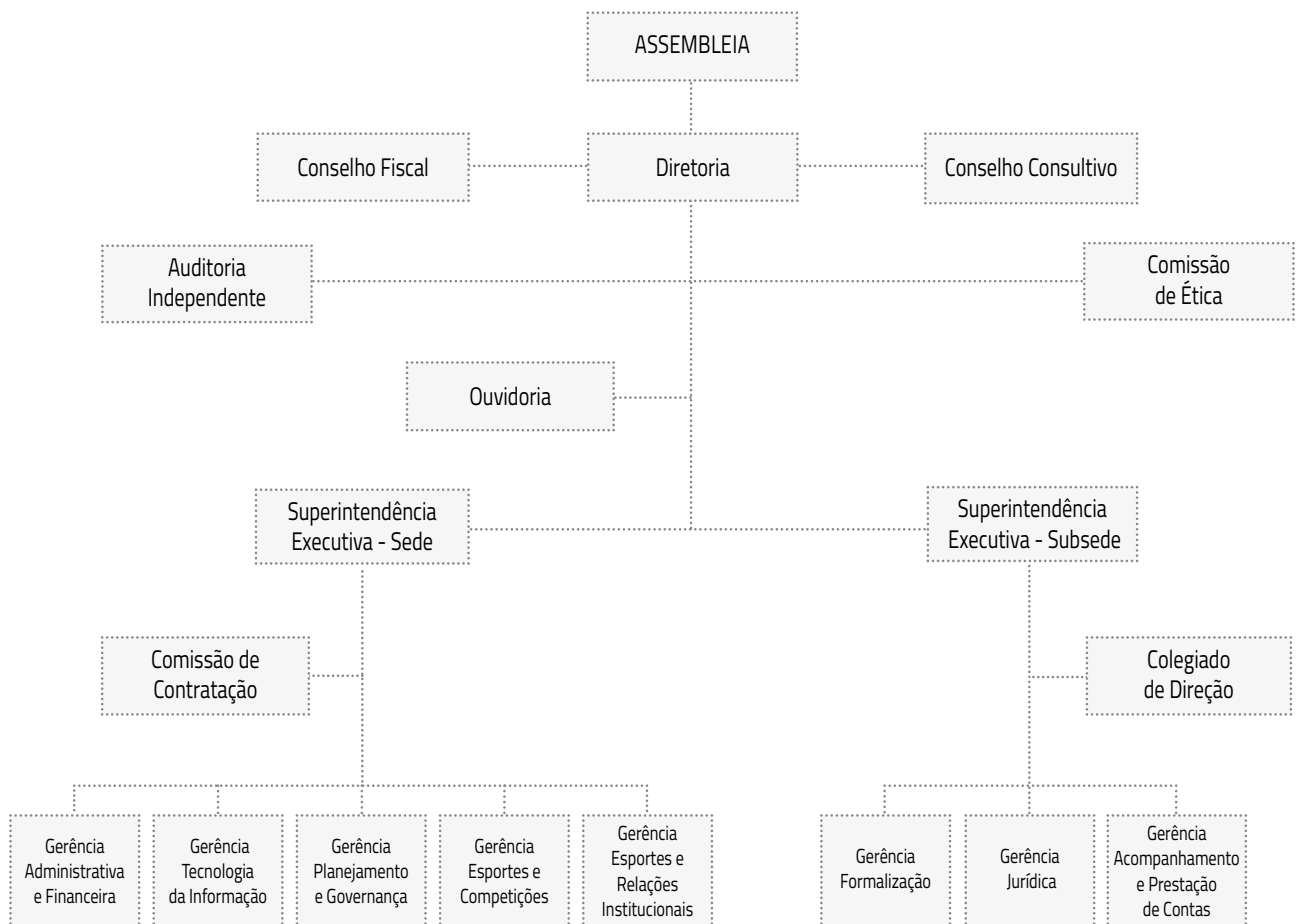 ASSEMBLEIA
Conselho Fiscal
Diretoria
Conselho Consultivo
Auditoria
Independente
Comissão
de Ética
Ouvidoria
Superintendência
Executiva - Sede
Superintendência
Executiva - Subsede
Comissão de
Contratação
Colegiado
de Direção
Gerência
Administrativa
e Financeira
Gerência
Tecnologia
da Informação
Gerência
Planejamento
e Governança
Gerência
Esportes e
Competições
Gerência
Esportes e
Relações
Institucionais
Gerência
Formalização
Gerência
Jurídica
Gerência
Acompanhamento
e Prestação
de Contas